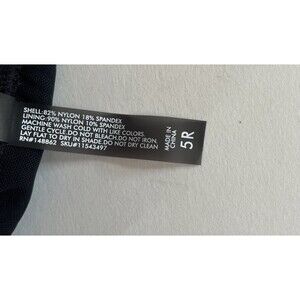 SHELL:82% NYLON 18% SPANDEX
LINING:90% NYLON 10% SPANDEX
MACHINE WASH COLD WITH LIKE COLORS.
GENTLE CYCLE.DO NOT BLEACH,DO NOT IRON.
LAY FLAT TO DRY IN SHADE.DO NOT DRY CLEAN
RN#148862 SKU#11543497
MADE IN
CHINA
5R